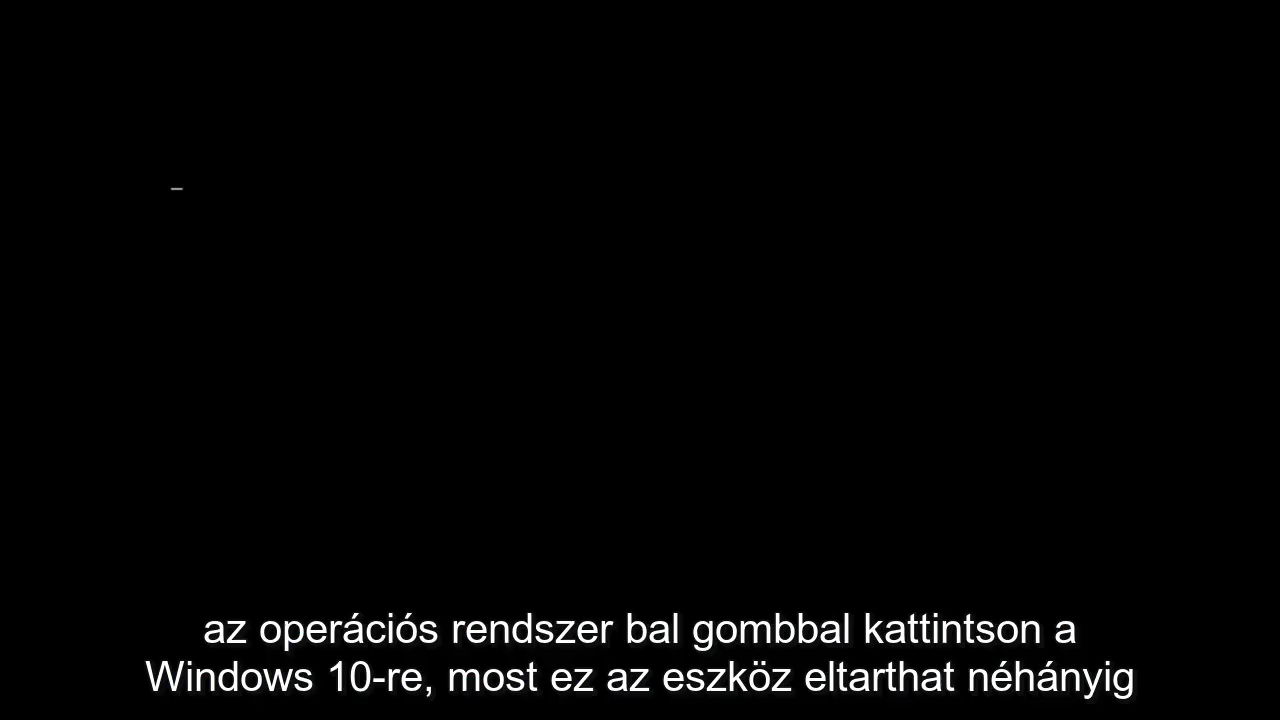 az operációs rendszer bal gombbal kattintson a
Windows 10-re, most ez az eszköz eltarthat néhányig